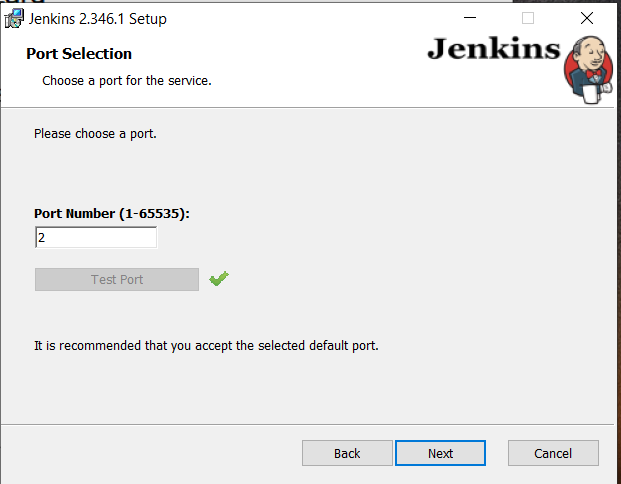 Jenkins 2.346.1 Setup
Port Selection
Jenkins
Choose a port for the service.
Please choose a port.
Port Number (1-65535):
2
Test Port
It is recommended that you accept the selected default port.
Back
Next
Cancel